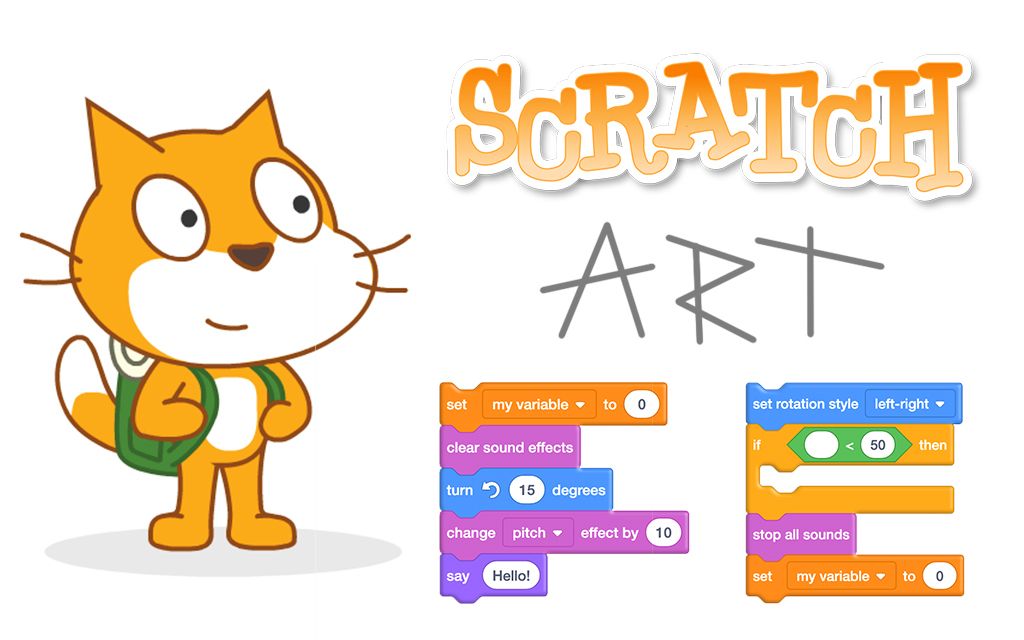 SCRATCH
ART
set my variable to 0
clear sound effects
turn 15 degrees
change pitch effect by 10
say Hello!
set rotation style left-right
if < 50 then
stop all sounds
set my variable to 0